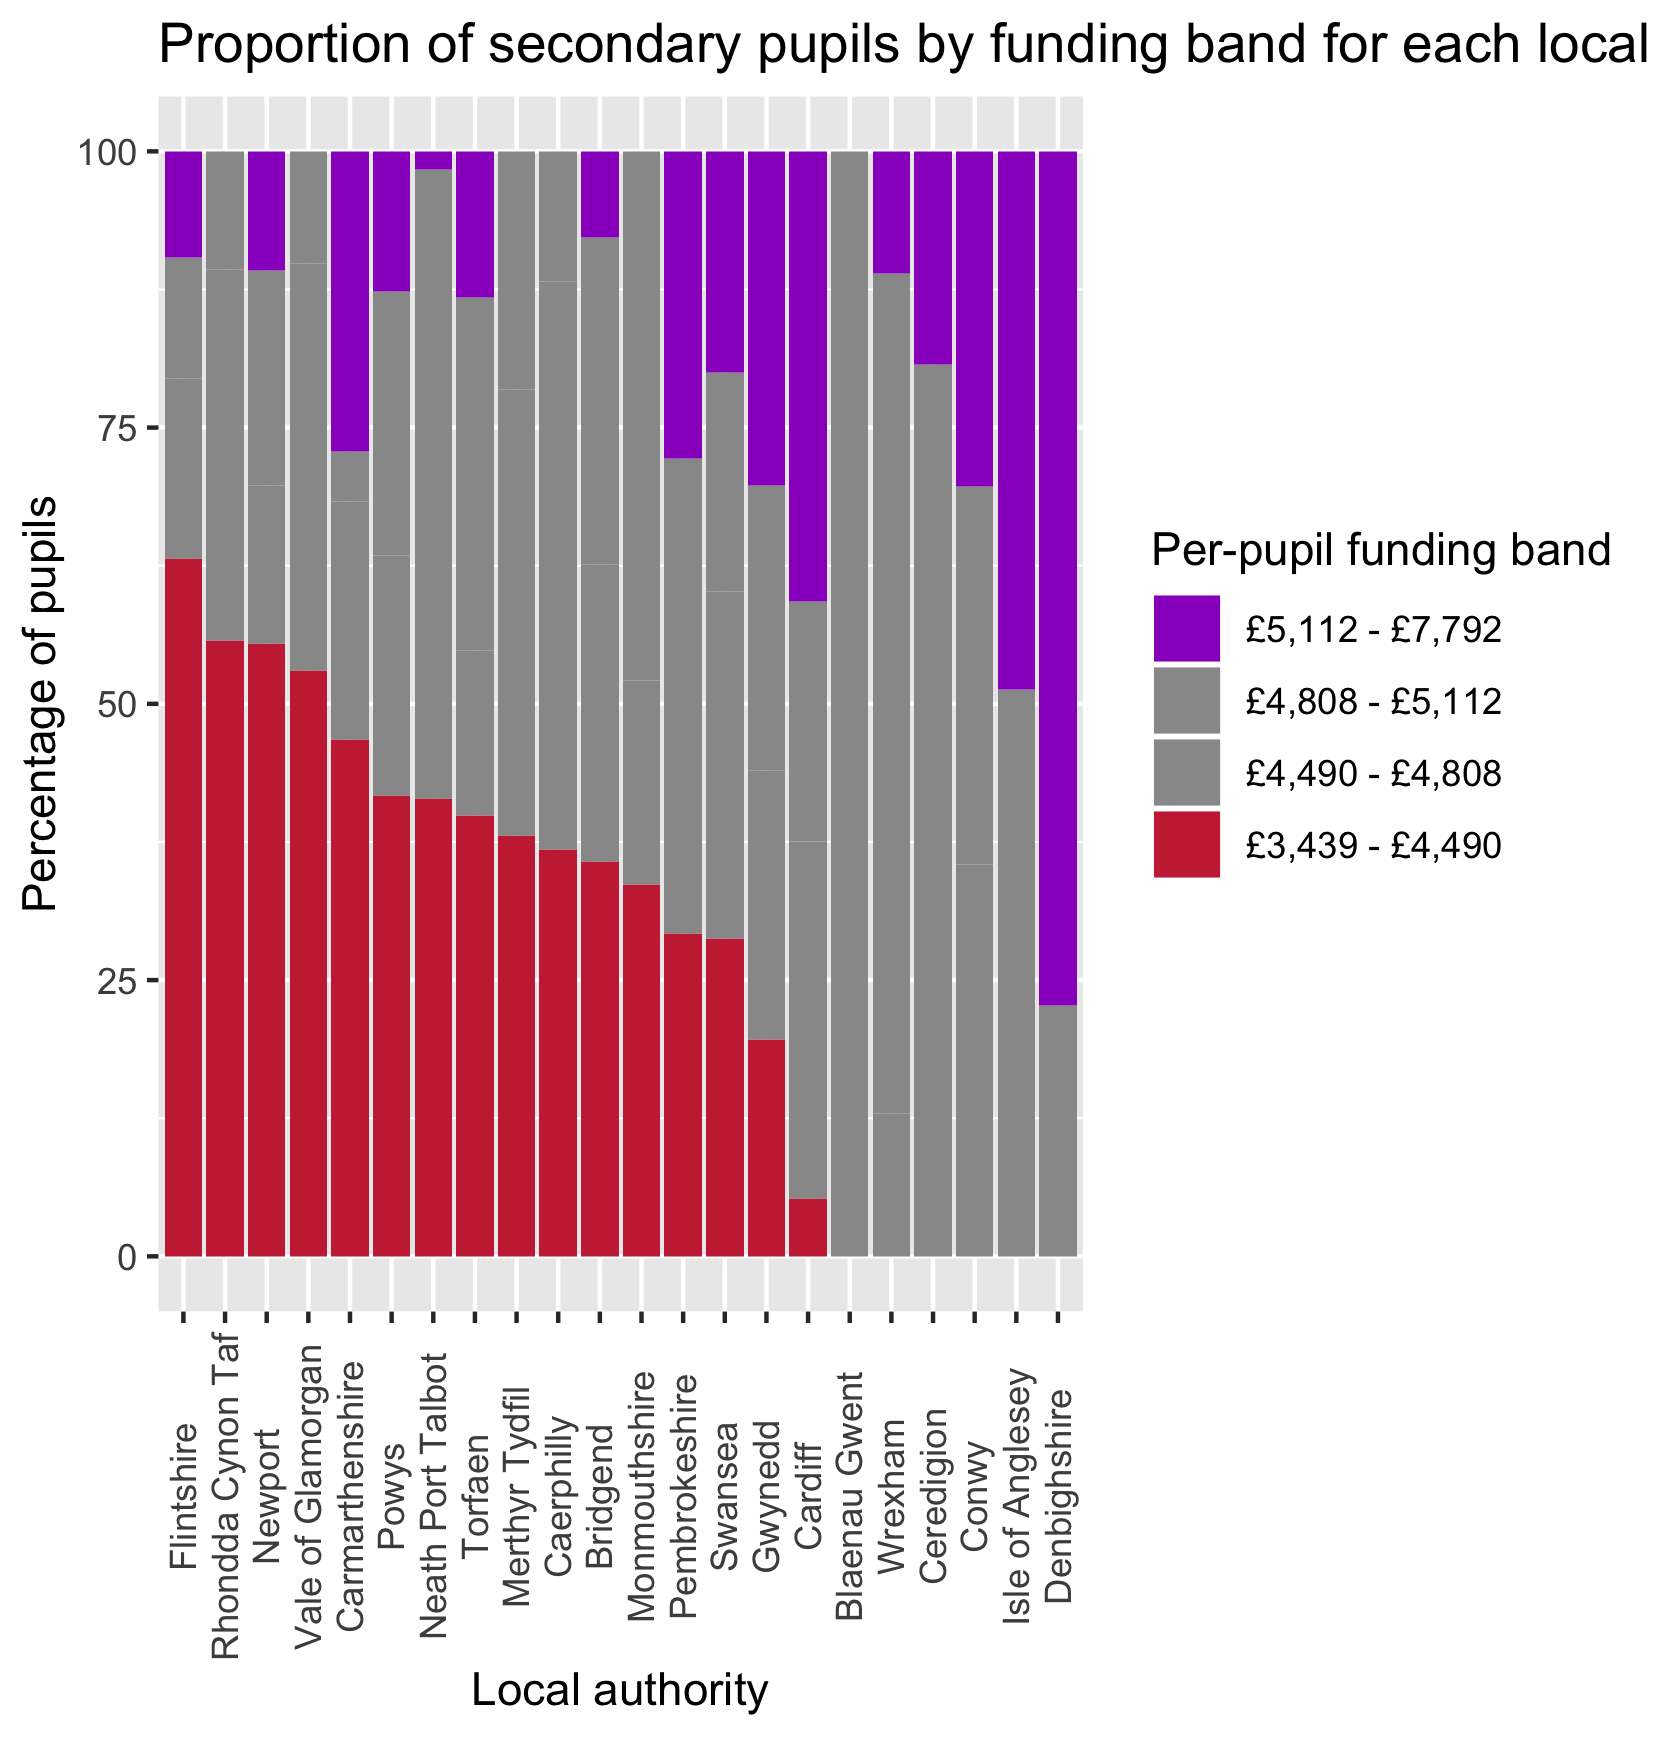 Proportion of secondary pupils by funding band for each local
Percentage of pupils
100
75
50
25
0
Flintshire
Rhondda Cynon Taf
Newport
Vale of Glamorgan
Carmarthenshire
Powys
Neath Port Talbot
Torfaen
Merthyr Tydfil
Caerphilly
Bridgend
Monmouthshire
Pembrokeshire
Swansea
Gwynedd
Cardiff
Blaenau Gwent
Wrexham
Ceredigion
Conwy
Isle of Anglesey
Denbighshire
Local authority
Per-pupil funding band
£5,112 - £7,792
£4,808 - £5,112
£4,490 - £4,808
£3,439 - £4,490